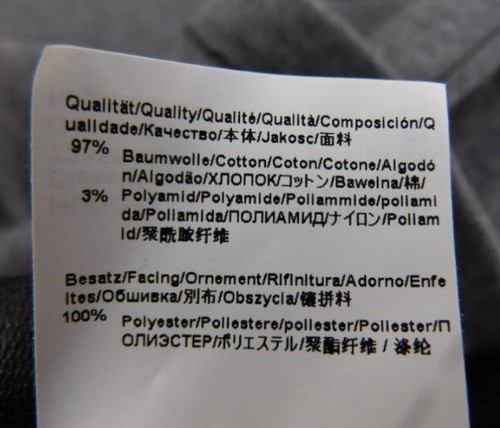 Qualität/Quality/Qualité/Qualità/Composición/Q
ualidade/Качество/本体/Jakosc/面料
97% Baumwolle/Cotton/Coton/Cotone/Algodó
n/Algodão/ХЛОПОК/コットン/Bawelna/棉/
3% Polyamid/Polyamide/Poliammide/poliami
da/Poliamida/ПОЛИАМИД/ナイロン/Poliam
id/聚酰胺纤维
Besatz/Facing/Ornement/Rifinitura/Adorno/Enfe
ites/Обшивка/別布/Obszycia/镶拼料
100% Polyester/Poliestere/poliester/Poliester/П
ОЛИЭСТЕР/ポリエステル/聚酯纤维 / 涤纶